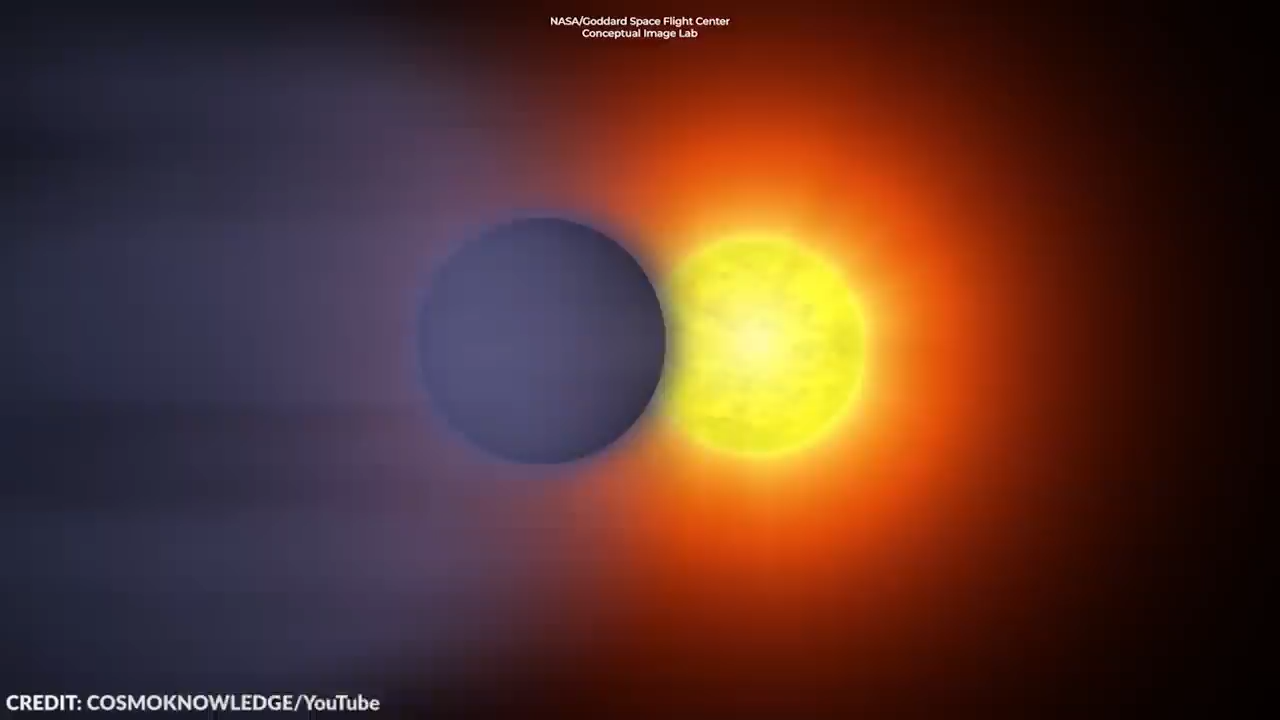 NASA/Goddard Space Flight Center
Conceptual Image Lab
CREDIT: COSMOKNOWLEDGE/YouTube